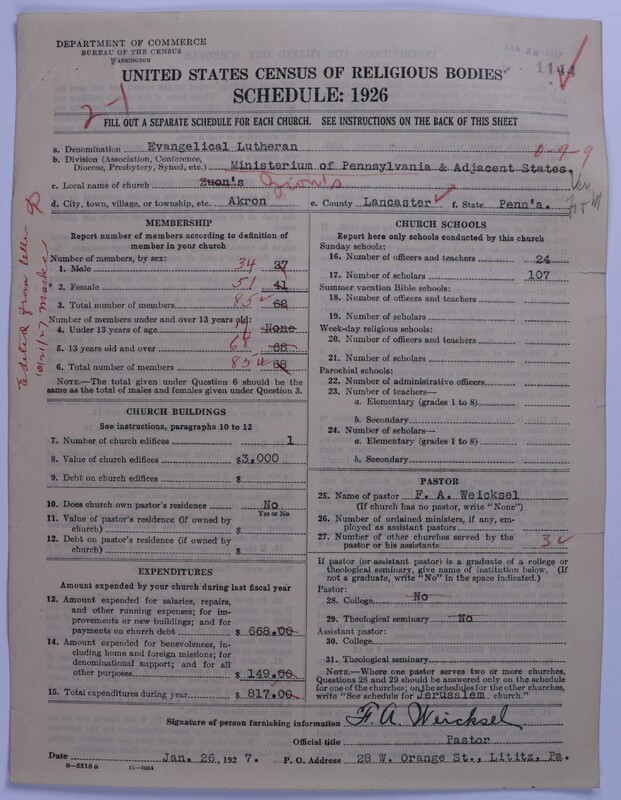 DEPARTMENT OF COMMERCE
BUREAU OF THE CENSUS
WASHINGTON
1144
UNITED STATES CENSUS OF RELIGIOUS BODIES
SCHEDULE: 1926
2-1
FILL OUT A SEPARATE SCHEDULE FOR EACH CHURCH. SEE INSTRUCTIONS ON THE BACK OF THIS SHEET
a. Denomination Evangelical Lutheran
0-9-9
b. Division (Association, Conference,
Diocese, Presbytery, Synod, etc.) Ministerium of Pennsylvania & Adjacent States.
c. Local name of church Zuon's Zion's
d. City, town, village, or township, etc. Akron e. County Lancaster f. State Penn'a.
MEMBERSHIP
Report number of members according to definition of
member in your church
Number of members, by sex:
1. Male 34 27
2. Female 51 41
3. Total number of members 85 68
Number of members under and over 13 years old:
4. Under 13 years of age None
5. 13 years old and over 68 68
6. Total number of members 85 68
NOTE.—The total given under Question 6 should be
same as the total of males and females given under Question 3.
CHURCH BUILDINGS
See instructions, paragraphs 10 to 12
7. Number of church edifices 1
8. Value of church edifices $3,000
9. Debt on church edifices $
10. Does church own pastor's residence No
Yes or No
11. Value of pastor's residence (if owned by
church) $
12. Debt on pastor's residence (if owned by
church) $
EXPENDITURES
Amount expended by your church during last fiscal year
13. Amount expended for salaries, repairs,
and other running expenses; for im-
provements or new buildings; and for
payments on church debt $ 668.00
14. Amount expended for benevolences, in-
cluding home and foreign missions; for
denominational support; and for all
other purposes $ 149.00
15. Total expenditures during year $ 817.00
CHURCH SCHOOLS
Report here only schools conducted by this church
Sunday schools:
16. Number of officers and teachers 24
17. Number of scholars 107
Summer vacation Bible schools:
18. Number of officers and teachers
19. Number of scholars
Week-day religious schools:
20. Number of officers and teachers
21. Number of scholars
Parochial schools:
22. Number of administrative officers
23. Number of teachers—
a. Elementary (grades 1 to 8)
b. Secondary
24. Number of scholars—
a. Elementary (grades 1 to 8)
b. Secondary
PASTOR
25. Name of pastor F. A. Weicksel
(If church has no pastor, write "None")
26. Number of ordained ministers, if any, em-
ployed as assistant pastors
27. Number of other churches served by the
pastor or his assistants 3
If pastor (or assistant pastor) is a graduate of a college or
theological seminary, give name of institution below. (If
not a graduate, write "No" in the space indicated.)
Pastor:
28. College No
29. Theological seminary No
Assistant pastor:
30. College
31. Theological seminary
NOTE.—Where one pastor serves two or more churches,
Questions 28 and 29 should be answered only on the schedule
for one of the churches; on the schedules for the other churches,
write "See schedule for Jerusalem church."
Signature of person furnishing information F. A. Weicksel
Official title Pastor
Date Jan. 26, 1927. P. O. Address 28 W. Orange St., Lititz, Pa.
8-5518a 11-9034